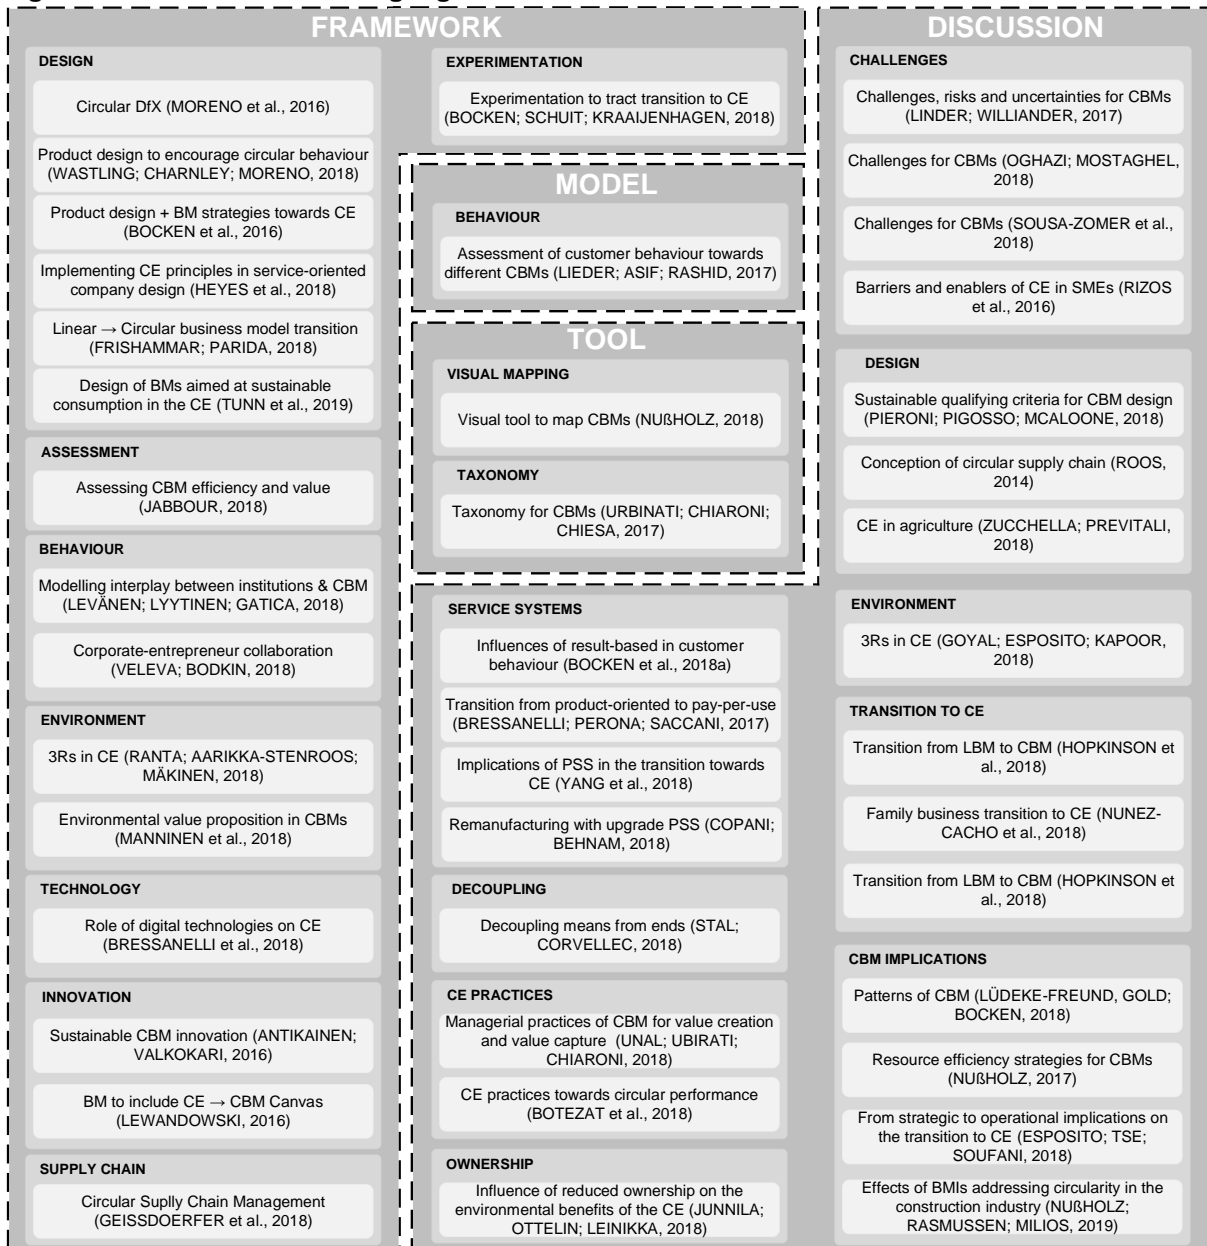 FRAMEWORK
DESIGN
Circular DfX (MORENO et al., 2016)
Product design to encourage circular behaviour
(WASTLING; CHARNLEY; MORENO, 2018)
Product design + BM strategies towards CE
(BOCKEN et al., 2016)
Implementing CE principles in service-oriented
company design (HEYES et al., 2018)
Linear → Circular business model transition
(FRISHAMMAR; PARIDA, 2018)
Design of BMs aimed at sustainable
consumption in the CE (TUNN et al., 2019)
ASSESSMENT
Assessing CBM efficiency and value
(JABBOUR, 2018)
BEHAVIOUR
Modelling interplay between institutions & CBM
(LEVÄNEN; LYYTINEN; GATICA, 2018)
Corporate-entrepreneur collaboration
(VELEVA; BODKIN, 2018)
ENVIRONMENT
3Rs in CE (RANTA; AARIKKA-STENROOS;
MÄKINEN, 2018)
Environmental value proposition in CBMs
(MANNINEN et al., 2018)
TECHNOLOGY
Role of digital technologies on CE
(BRESSANELLI et al., 2018)
INNOVATION
Sustainable CBM innovation (ANTIKAINEN;
VALKOKARI, 2016)
BM to include CE → CBM Canvas
(LEWANDOWSKI, 2016)
SUPPLY CHAIN
Circular Suplly Chain Management
(GEISSDOERFER et al., 2018)
EXPERIMENTATION
Experimentation to tract transition to CE
(BOCKEN; SCHUIT; KRAAIJENHAGEN, 2018)
MODEL
BEHAVIOUR
Assessment of customer behaviour towards
different CBMs (LIEDER; ASIF; RASHID, 2017)
TOOL
VISUAL MAPPING
Visual tool to map CBMs (NUßHOLZ, 2018)
TAXONOMY
Taxonomy for CBMs (URBINATI; CHIARONI;
CHIESA, 2017)
SERVICE SYSTEMS
Influences of result-based in customer
behaviour (BOCKEN et al., 2018a)
Transition from product-oriented to pay-per-use
(BRESSANELLI; PERONA; SACCANI, 2017)
Implications of PSS in the transition towards
CE (YANG et al., 2018)
Remanufacturing with upgrade PSS (COPANI;
BEHNAM, 2018)
DECOUPLING
Decoupling means from ends (STAL;
CORVELLEC, 2018)
CE PRACTICES
Managerial practices of CBM for value creation
and value capture (UNAL; UBIRATI;
CHIARONI, 2018)
CE practices towards circular performance
(BOTEZAT et al., 2018)
OWNERSHIP
Influence of reduced ownership on the
environmental benefits of the CE (JUNNILA;
OTTELIN; LEINIKKA, 2018)
DISCUSSION
CHALLENGES
Challenges, risks and uncertainties for CBMs
(LINDER; WILLIANDER, 2017)
Challenges for CBMs (OGHAZI; MOSTAGHEL,
2018)
Challenges for CBMs (SOUSA-ZOMER et al.,
2018)
Barriers and enablers of CE in SMEs (RIZOS
et al., 2016)
DESIGN
Sustainable qualifying criteria for CBM design
(PIERONI; PIGOSSO; MCALOONE, 2018)
Conception of circular supply chain (ROOS,
2014)
CE in agriculture (ZUCCHELLA; PREVITALI,
2018)
ENVIRONMENT
3Rs in CE (GOYAL; ESPOSITO; KAPOOR,
2018)
TRANSITION TO CE
Transition from LBM to CBM (HOPKINSON et
al., 2018)
Family business transition to CE (NUNEZ-
CACHO et al., 2018)
Transition from LBM to CBM (HOPKINSON et
al., 2018)
CBM IMPLICATIONS
Patterns of CBM (LÜDEKE-FREUND, GOLD;
BOCKEN, 2018)
Resource efficiency strategies for CBMs
(NUßHOLZ, 2017)
From strategic to operational implications on
the transition to CE (ESPOSITO; TSE;
SOUFANI, 2018)
Effects of BMIs addressing circularity in the
construction industry (NUßHOLZ;
RASMUSSEN; MILIOS, 2019)